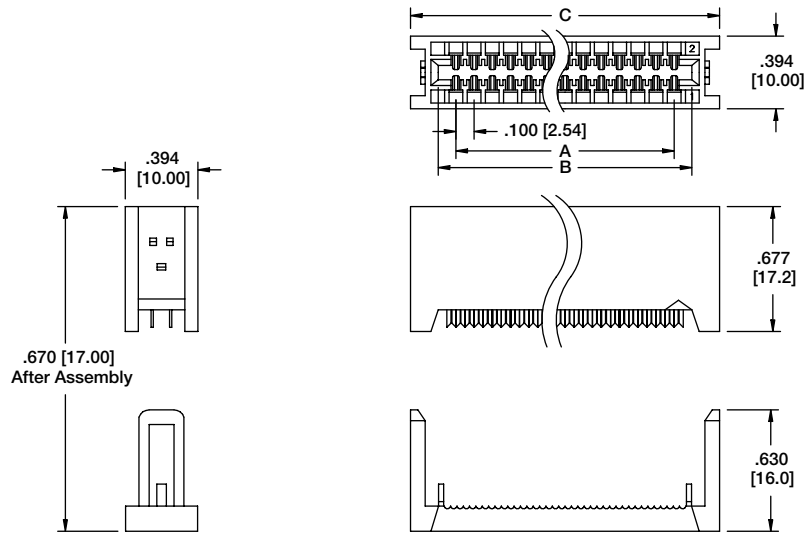 C
2
.394
[10.00]
.100 [2.54]
A
B
.394
[10.00]
.677
[17.2]
.670 [17.00]
After Assembly
.630
[16.0]